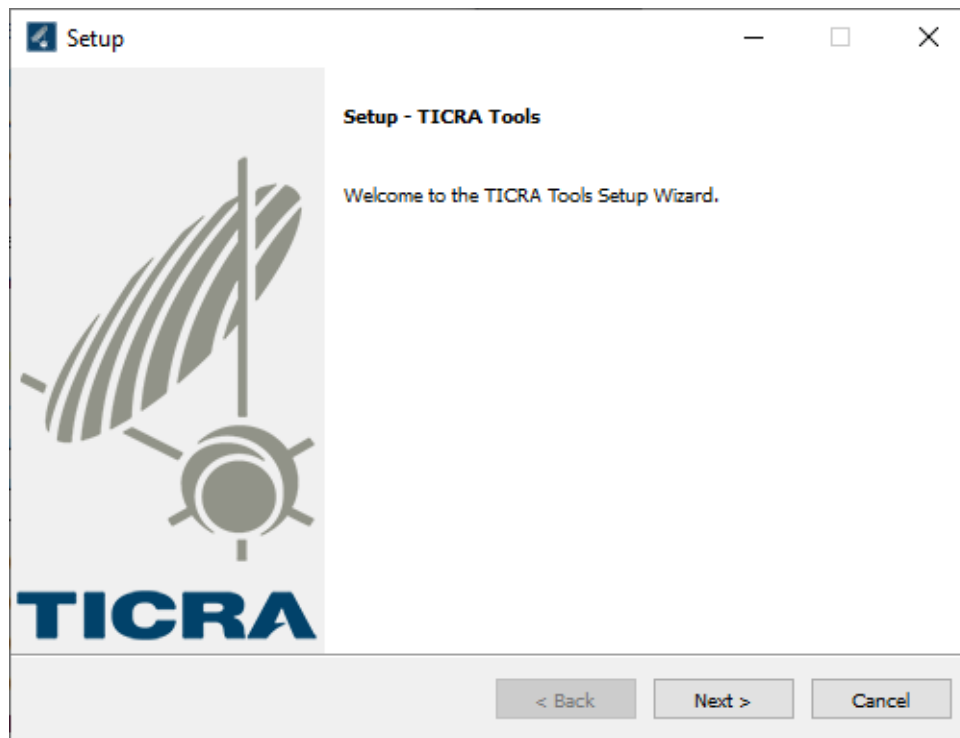 Setup
Setup - TICRA Tools
Welcome to the TICRA Tools Setup Wizard.
TICRA
< Back
Next >
Cancel